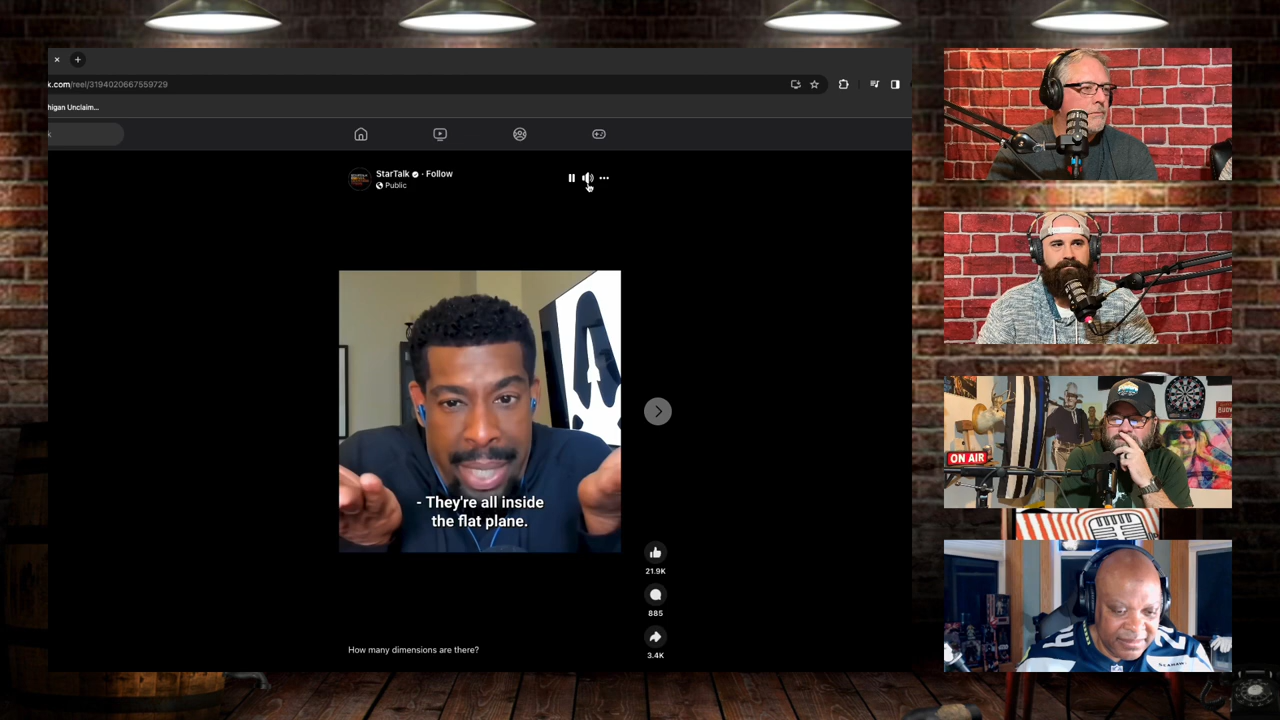 k.com/reel/3194020667559729
higan Unclaim...
k
StarTalk · Follow
Public
- They're all inside
the flat plane.
21.9K
885
3.4K
How many dimensions are there?
ON AIR